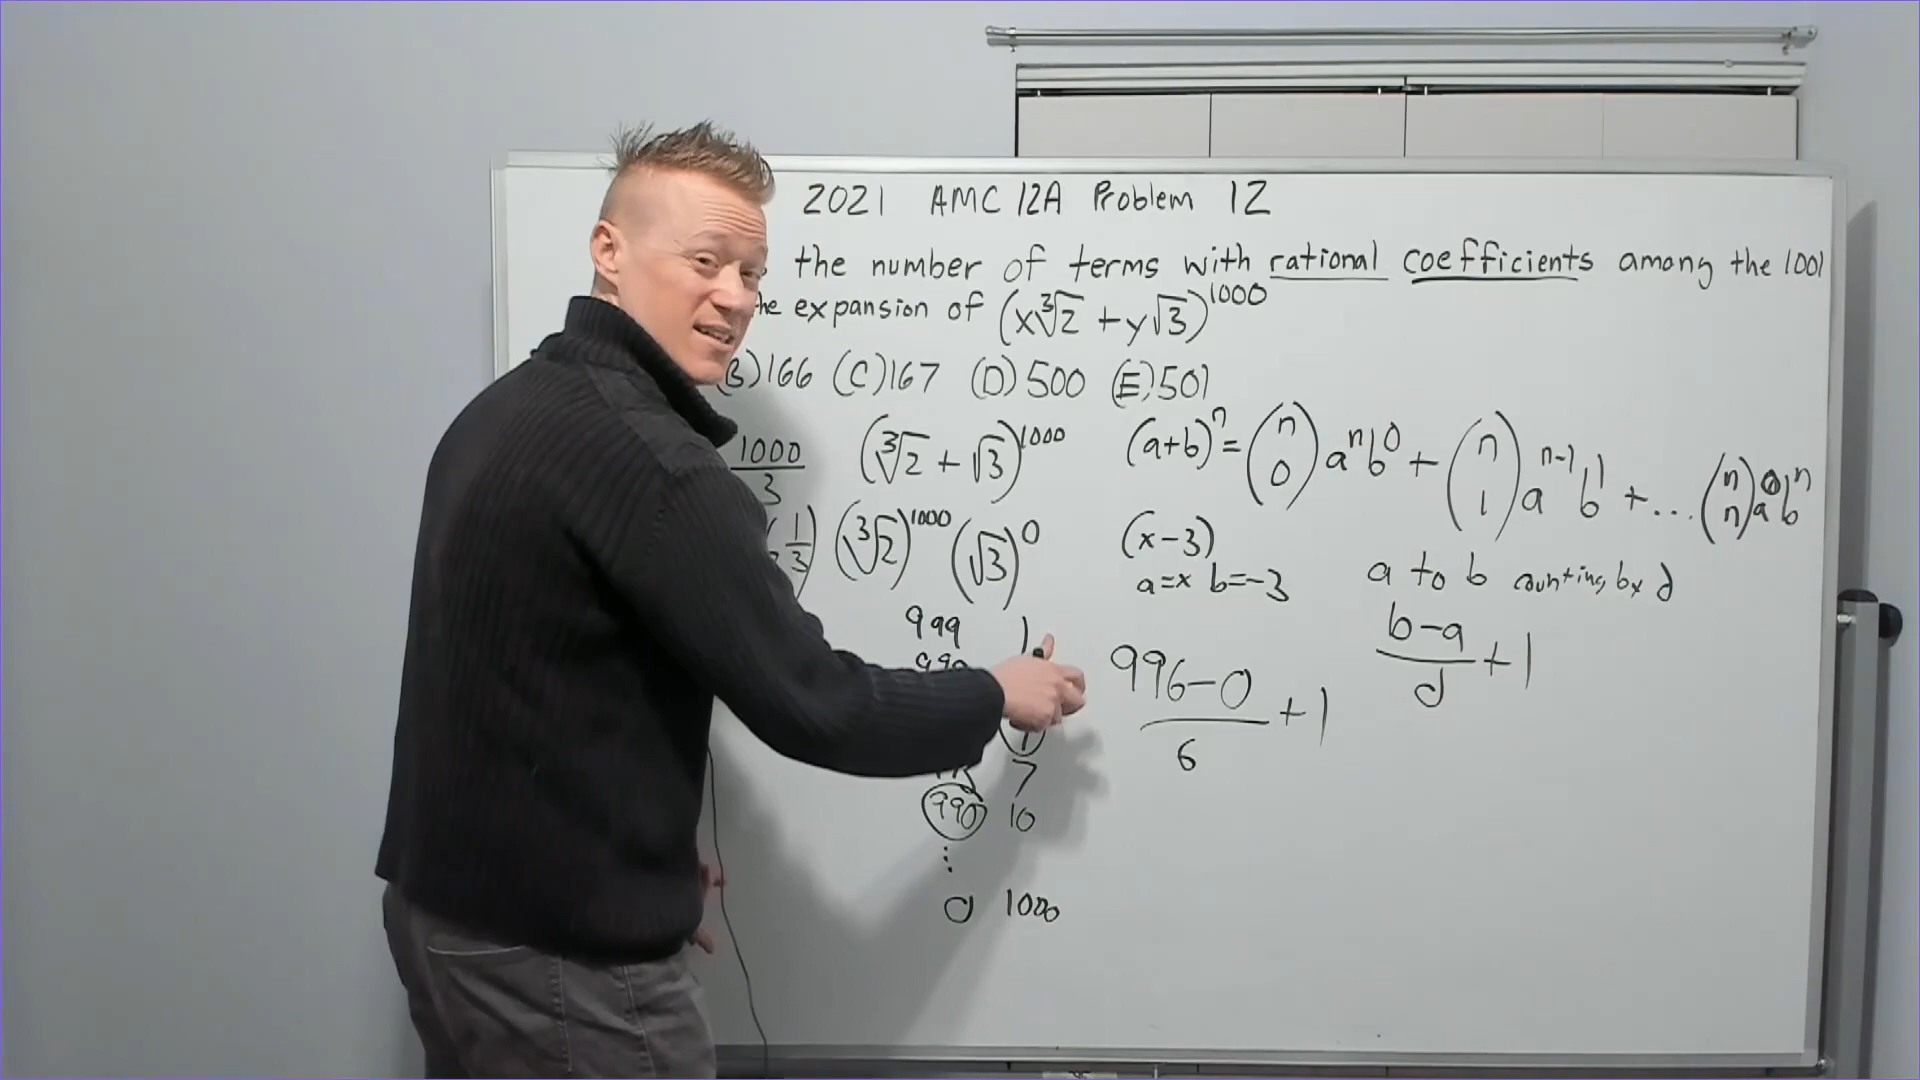 2021 AMC 12A Problem 12
the number of terms with rational coefficients among the 1001
the expansion of (x∛2 + y√3)^1000
B) 166 (C) 167 (D) 500 (E) 501
1000/3
(∛2 + √3)^1000
(a+b)^n = (n 0) a^n b^0 + (n 1) a^(n-1) b^1 + ... (n n) a^0 b^n
1/3) (∛2)^1000 (√3)^0
(x-3)
a=x b=-3
a to b counting by d
(b-a)/d + 1
999 1
(996-0)/6 + 1
7
990 10
⋮
0 1000